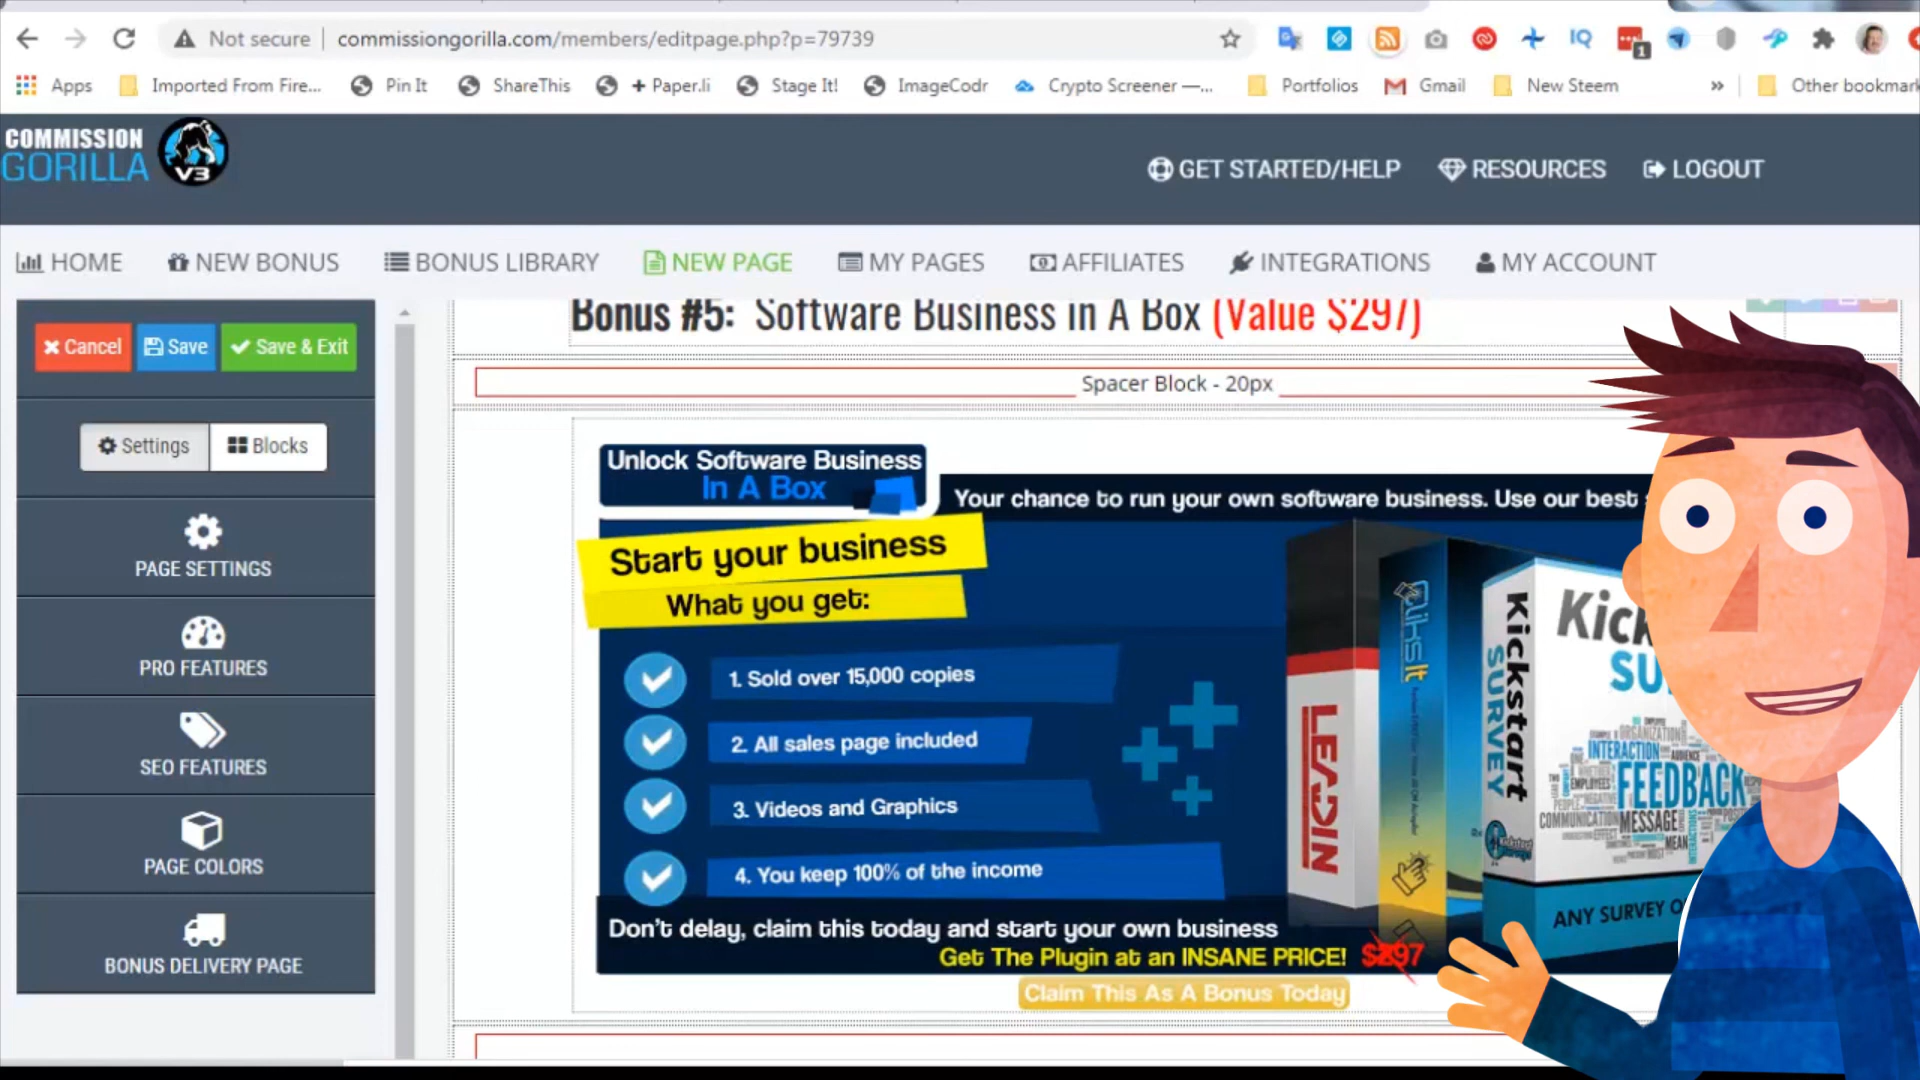 Not secure | commissiongorilla.com/members/editpage.php?p=79739
IQ
1
Apps Imported From Fire... Pin It ShareThis + Paper.li Stage It! ImageCodr Crypto Screener —... Portfolios Gmail New Steem » Other bookmark
COMMISSION
GORILLA
V3
GET STARTED/HELP RESOURCES LOGOUT
HOME NEW BONUS BONUS LIBRARY NEW PAGE MY PAGES AFFILIATES INTEGRATIONS MY ACCOUNT
Bonus #5: Software Business in A Box (Value $297)
Cancel Save Save & Exit
Spacer Block - 20px
Settings Blocks
PAGE SETTINGS
PRO FEATURES
SEO FEATURES
PAGE COLORS
BONUS DELIVERY PAGE
Unlock Software Business
In A Box
Your chance to run your own software business. Use our best
Start your business
What you get:
1. Sold over 15,000 copies
2. All sales page included
3. Videos and Graphics
4. You keep 100% of the income
LEADIN
QliksIt
Kickstart
SURVEY
Kick
SU
INTERACTION
FEEDBACK
EMPLOYEES
COMMUNICATION
MESSAGE
MEAN
ANY SURVEY O
Don't delay, claim this today and start your own business
Get The Plugin at an INSANE PRICE! $297
Claim This As A Bonus Today